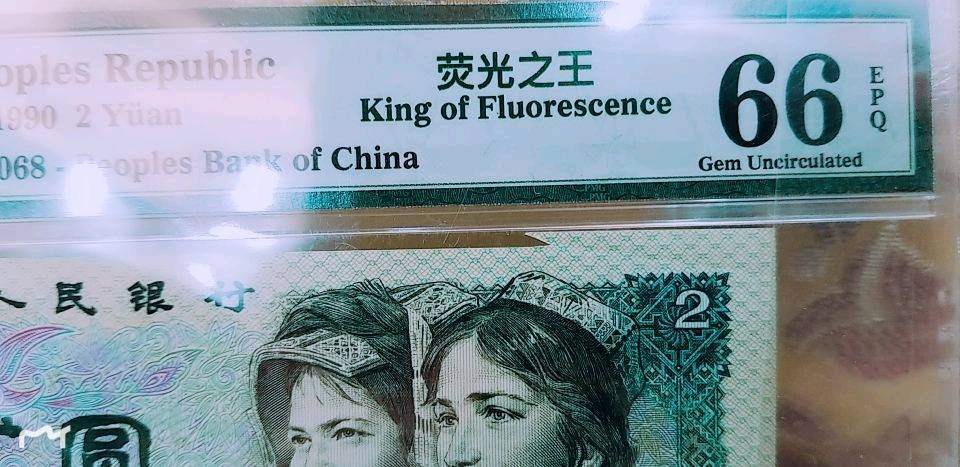 oples Republic
1990 2 Yüan
068 - Peoples Bank of China
荧光之王
King of Fluorescence
66
EPQ
Gem Uncirculated
人民银行
2
圆